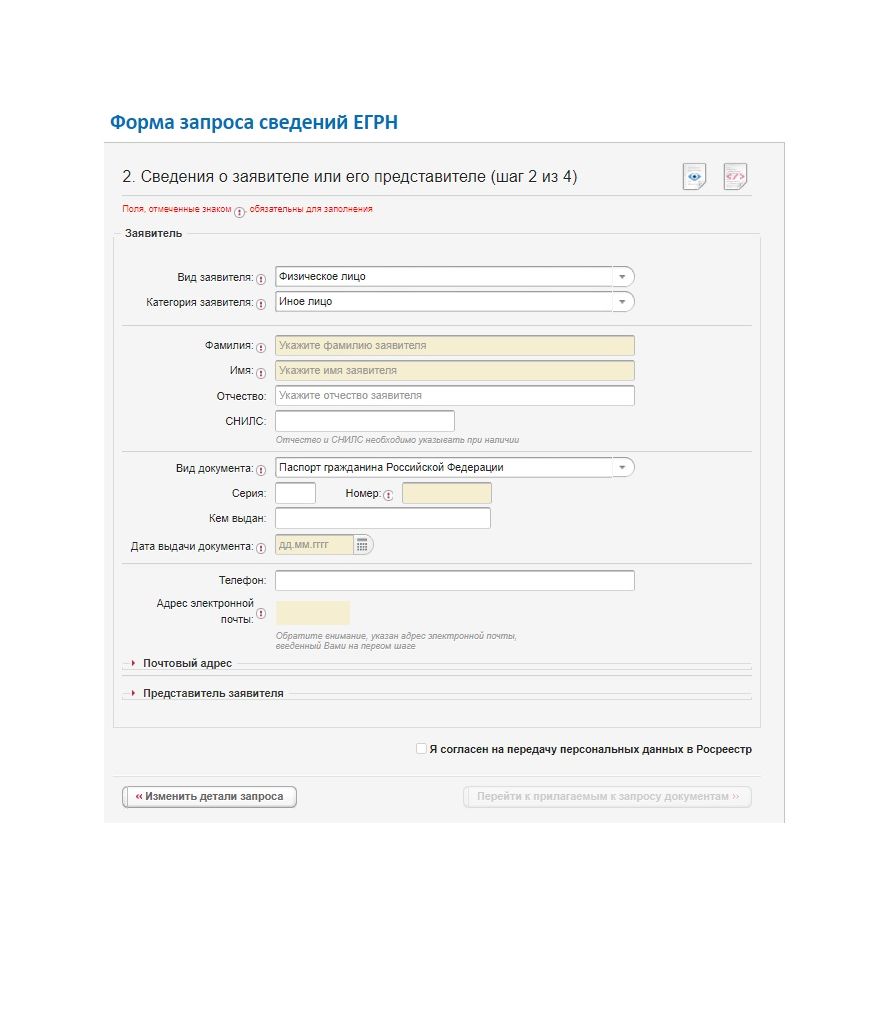 Форма запроса сведений ЕГРН
2. Сведения о заявителе или его представителе (шаг 2 из 4)
Поля, отмеченные знаком , обязательны для заполнения
Заявитель
Вид заявителя: Физическое лицо
Категория заявителя: Иное лицо
Фамилия: Укажите фамилию заявителя
Имя: Укажите имя заявителя
Отчество: Укажите отчество заявителя
СНИЛС:
Отчество и СНИЛС необходимо указывать при наличии
Вид документа: Паспорт гражданина Российской Федерации
Серия: Номер:
Кем выдан:
Дата выдачи документа: дд.мм.гггг
Телефон:
Адрес электронной
почты:
Обратите внимание, указан адрес электронной почты,
введенный Вами на первом шаге
Почтовый адрес
Представитель заявителя
Я согласен на передачу персональных данных в Росреестр
‹‹ Изменить детали запроса Перейти к прилагаемым к запросу документам ››